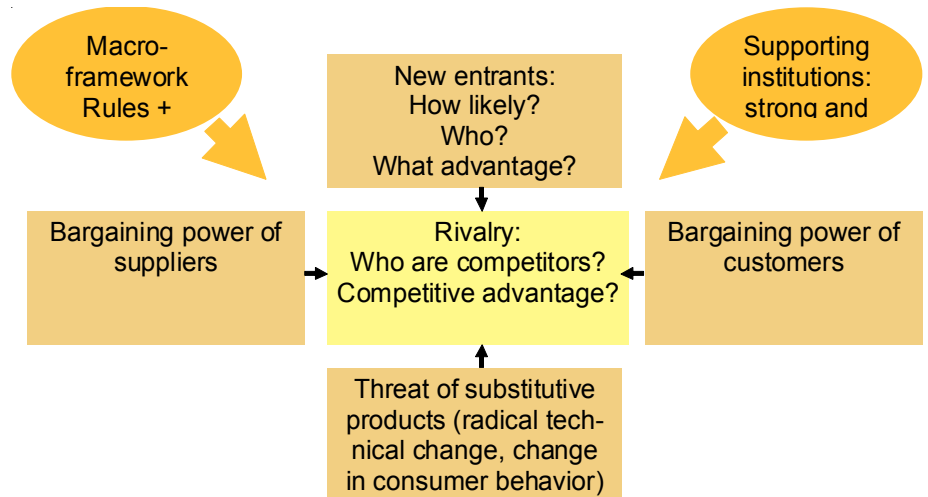 Macro-
framework
Rules +
Supporting
institutions:
strong and
New entrants:
How likely?
Who?
What advantage?
Bargaining power of
suppliers
Rivalry:
Who are competitors?
Competitive advantage?
Bargaining power of
customers
Threat of substitutive
products (radical tech-
nical change, change
in consumer behavior)